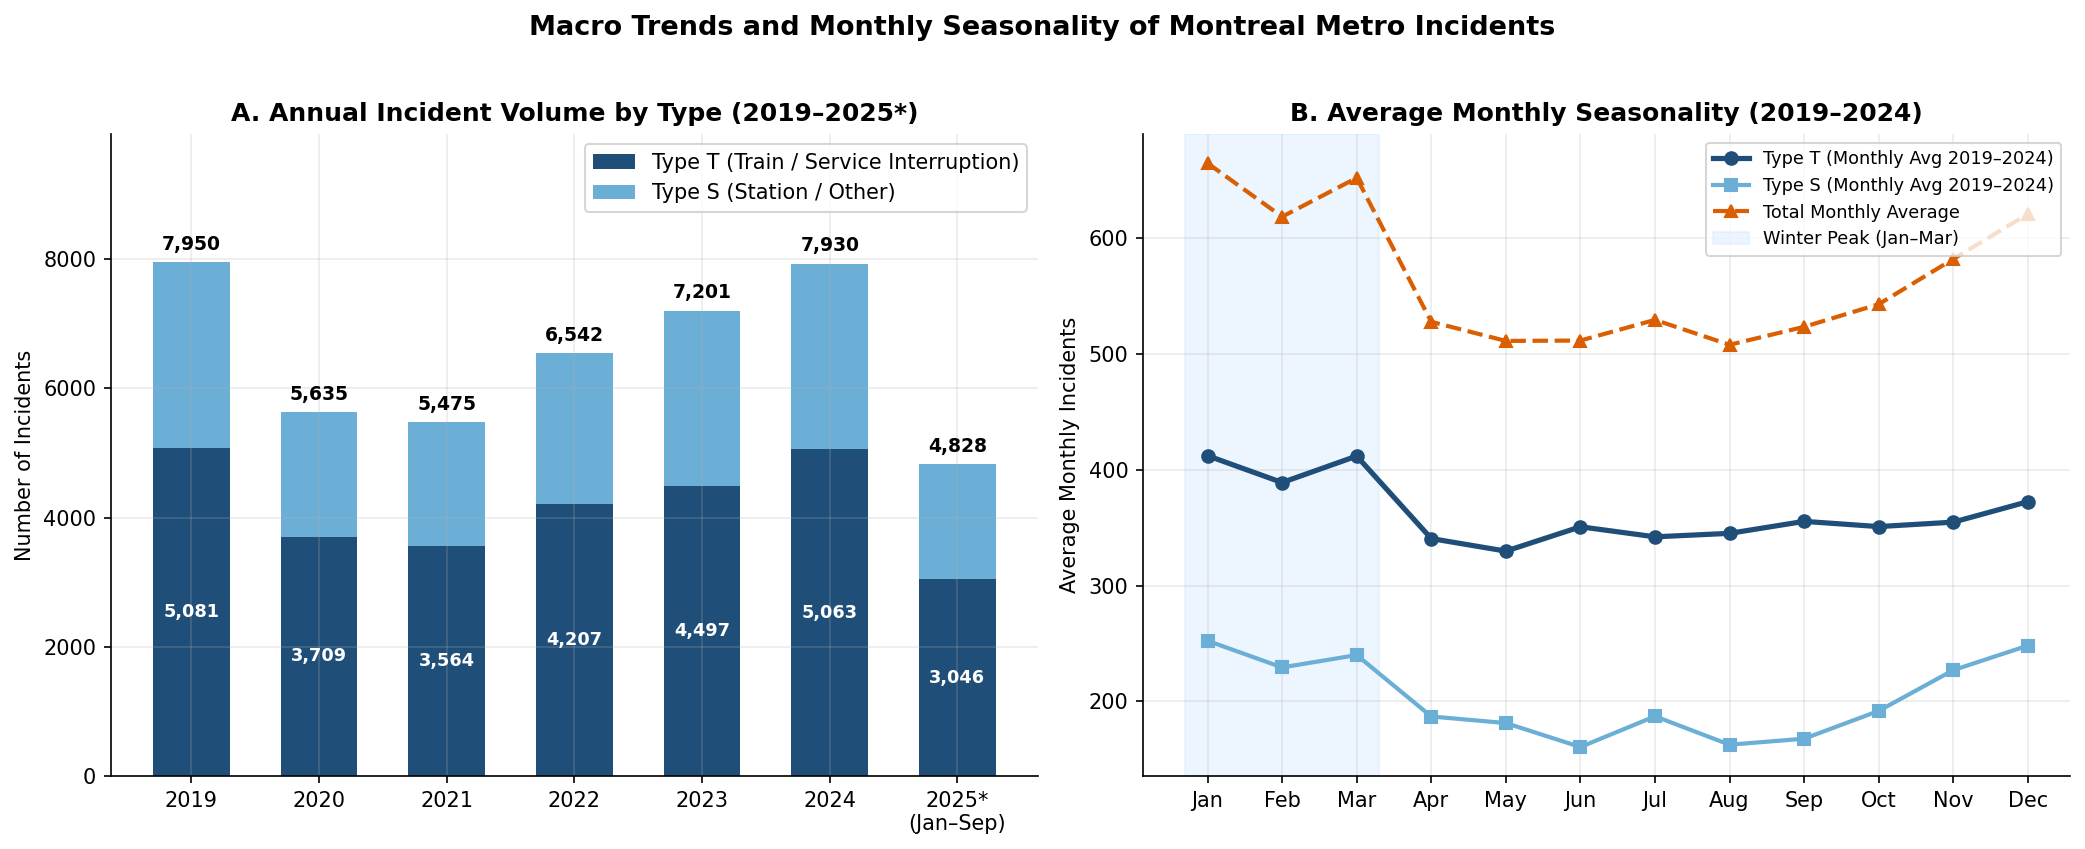 Macro Trends and Monthly Seasonality of Montreal Metro Incidents
A. Annual Incident Volume by Type (2019–2025*)
Number of Incidents
8000
6000
4000
2000
0
Type T (Train / Service Interruption)
Type S (Station / Other)
7,950
5,635
5,475
6,542
7,201
7,930
4,828
5,081
3,709
3,564
4,207
4,497
5,063
3,046
2019
2020
2021
2022
2023
2024
2025*
(Jan–Sep)
B. Average Monthly Seasonality (2019–2024)
Average Monthly Incidents
600
500
400
300
200
Type T (Monthly Avg 2019–2024)
Type S (Monthly Avg 2019–2024)
Total Monthly Average
Winter Peak (Jan–Mar)
Jan
Feb
Mar
Apr
May
Jun
Jul
Aug
Sep
Oct
Nov
Dec